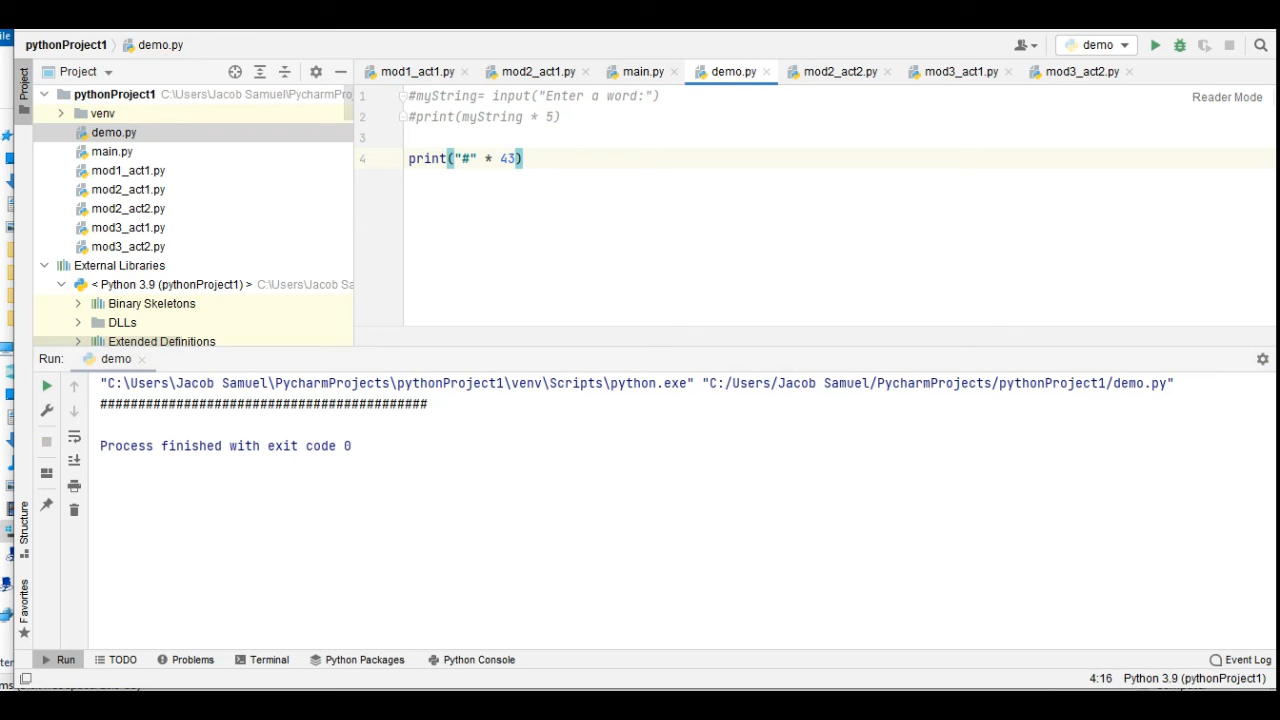 ile
pythonProject1 demo.py demo
Project mod1_act1.py mod2_act1.py main.py demo.py mod2_act2.py mod3_act1.py mod3_act2.py
Project
pythonProject1 C:\Users\Jacob Samuel\PycharmPro
venv
demo.py
main.py
mod1_act1.py
mod2_act1.py
mod2_act2.py
mod3_act1.py
mod3_act2.py
External Libraries
< Python 3.9 (pythonProject1) > C:\Users\Jacob Sa
Binary Skeletons
DLLs
Extended Definitions
1 #myString= input("Enter a word:")
Reader Mode
2 #print(myString * 5)
3
4 print("#" * 43)
Run: demo
"C:\Users\Jacob Samuel\PycharmProjects\pythonProject1\venv\Scripts\python.exe" "C:/Users/Jacob Samuel/PycharmProjects/pythonProject1/demo.py"
###########################################
Process finished with exit code 0
Structure
Favorites
Run TODO Problems Terminal Python Packages Python Console Event Log
4:16 Python 3.9 (pythonProject1)